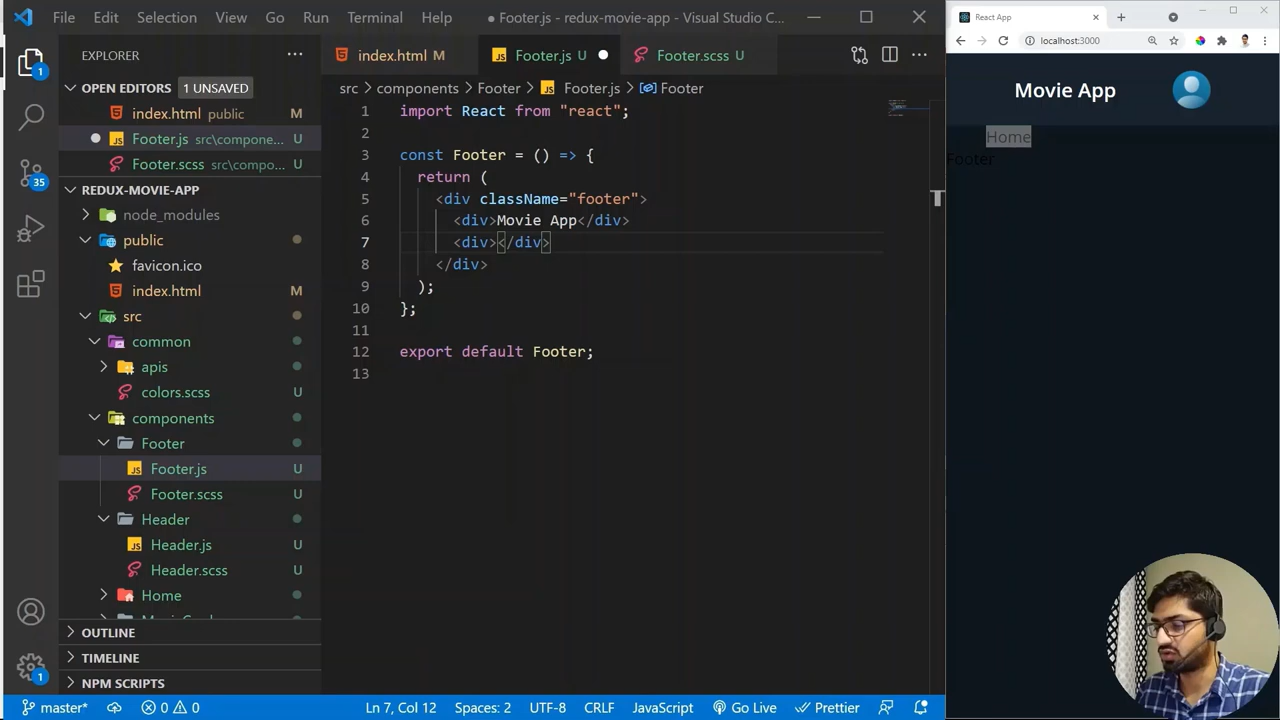 File Edit Selection View Go Run Terminal Help
Footer.js - redux-movie-app - Visual Studio C...
EXPLORER
OPEN EDITORS 1 UNSAVED
index.html public M
Footer.js src\compone... U
Footer.scss src\compo... U
REDUX-MOVIE-APP
node_modules
public
favicon.ico
index.html M
src
common
apis
colors.scss U
components
Footer
Footer.js U
Footer.scss U
Header
Header.js U
Header.scss U
Home
OUTLINE
TIMELINE
NPM SCRIPTS
1
35
1
index.html M
Footer.js U
Footer.scss U
src > components > Footer > Footer.js > Footer
1 import React from "react";
2
3 const Footer = () => {
4 return (
5 <div className="footer">
6 <div>Movie App</div>
7 <div></div>
8 </div>
9 );
10 };
11
12 export default Footer;
13
master* 0 0 Ln 7, Col 12 Spaces: 2 UTF-8 CRLF JavaScript Go Live Prettier
React App
localhost:3000
Movie App
Home
Footer